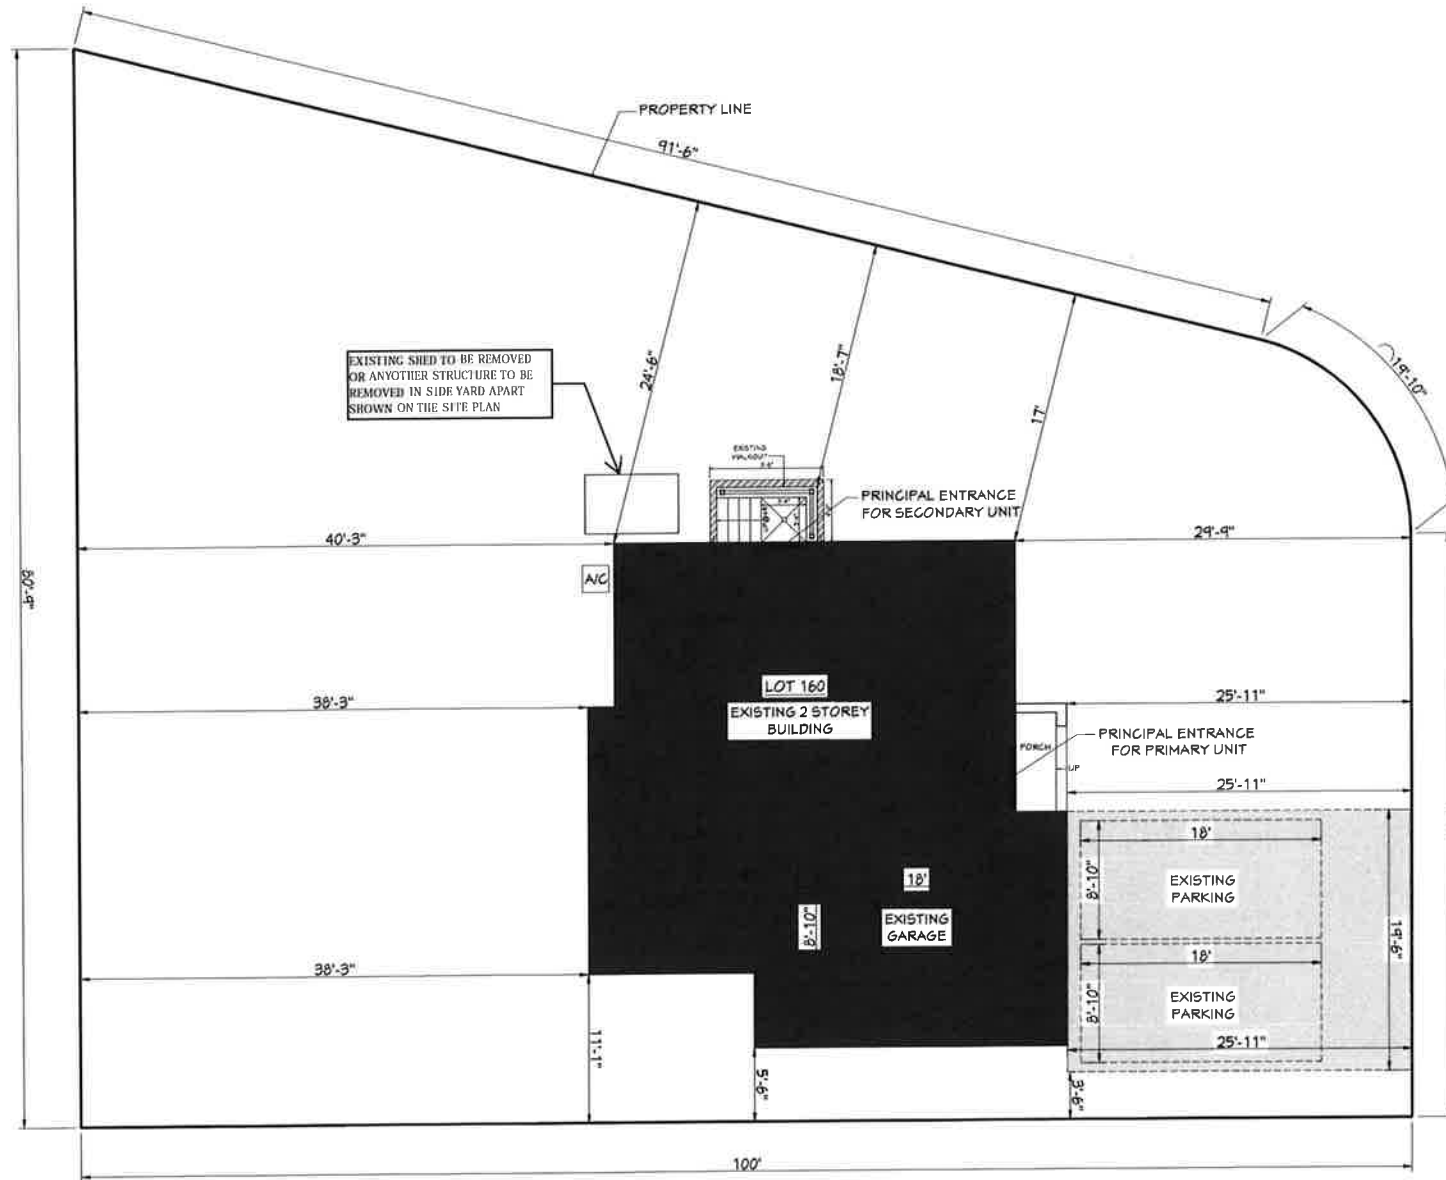 PROPERTY LINE
91'-6"
EXISTING SHED TO BE REMOVED
OR ANYOTHER STRUCTURE TO BE
REMOVED IN SIDE YARD APART
SHOWN ON THE SITE PLAN
24'-6"
18'-7"
17'
19'-10"
EXISTING
WALKOUT
PRINCIPAL ENTRANCE
FOR SECONDARY UNIT
40'-3"
29'-9"
80'-9"
A/C
LOT 160
EXISTING 2 STOREY
BUILDING
38'-3"
25'-11"
PORCH
UP
PRINCIPAL ENTRANCE
FOR PRIMARY UNIT
25'-11"
18'
8'-10"
EXISTING
PARKING
18'
8'-10"
EXISTING
GARAGE
19'-6"
38'-3"
18'
8'-10"
EXISTING
PARKING
25'-11"
11'-1"
5'-6"
3'-6"
100'